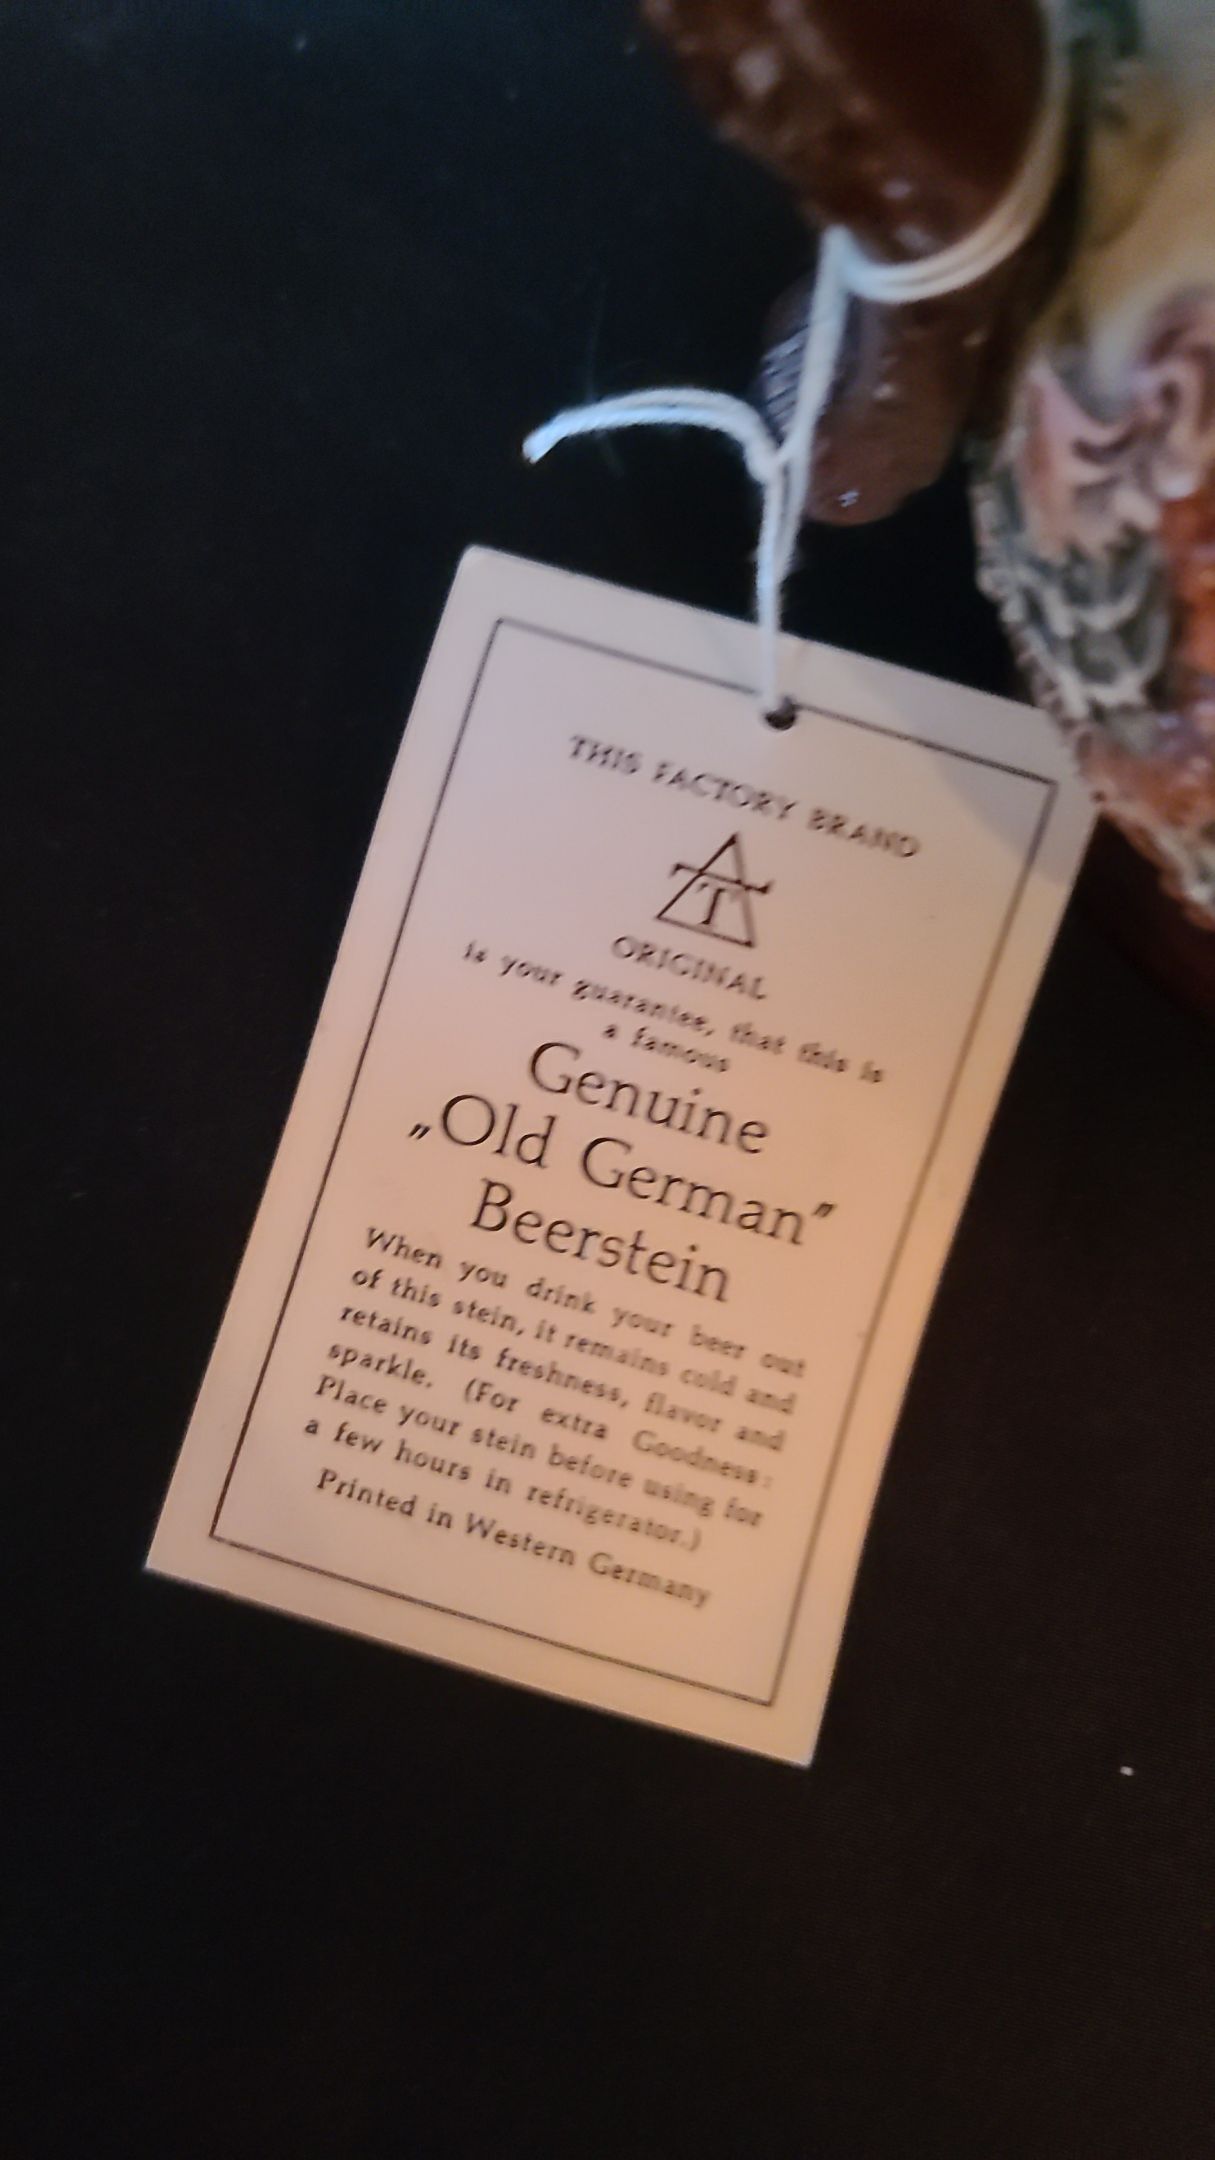 THIS FACTORY BRAND
T
ORIGINAL
is your guarantee, that this is
a famous
Genuine
„Old German”
Beerstein
When you drink your beer out
of this stein, it remains cold and
retains its freshness, flavor and
sparkle. (For extra Goodness:
Place your stein before using for
a few hours in refrigerator.)
Printed in Western Germany